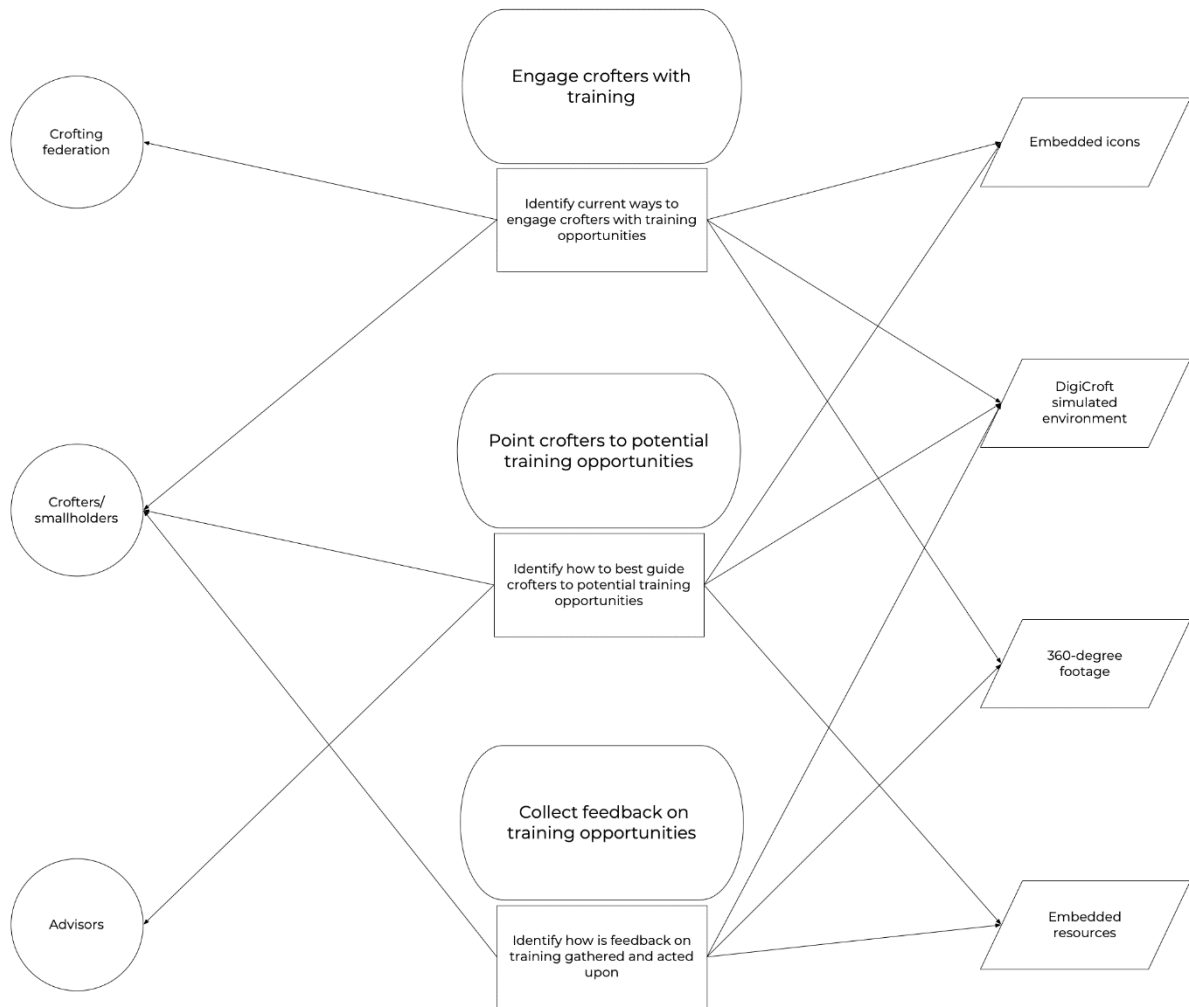 Engage crofters with
training
Crofting
federation
Embedded icons
Identify current ways to
engage crofters with training
opportunities
DigiCroft
simulated
environment
Point crofters to potential
training opportunities
Crofters/
smallholders
Identify how to best guide
crofters to potential training
opportunities
360-degree
footage
Collect feedback on
training opportunities
Advisors
Embedded
resources
Identify how is feedback on
training gathered and acted
upon